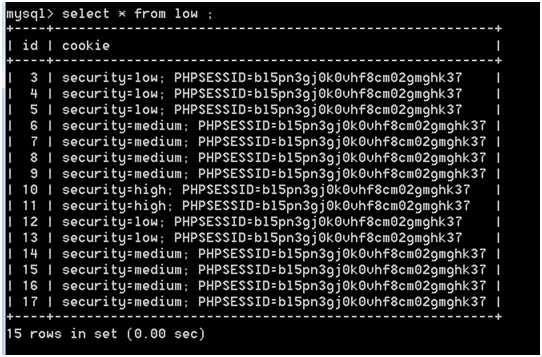 mysql> select * from low ;
+----+---------------------------------------------------+
| id | cookie                                            |
+----+---------------------------------------------------+
|  3 | security=low; PHPSESSID=bl5pn3gj0k0vhf8cm02gmghk37 |
|  4 | security=low; PHPSESSID=bl5pn3gj0k0vhf8cm02gmghk37 |
|  5 | security=low; PHPSESSID=bl5pn3gj0k0vhf8cm02gmghk37 |
|  6 | security=medium; PHPSESSID=bl5pn3gj0k0vhf8cm02gmghk37 |
|  7 | security=medium; PHPSESSID=bl5pn3gj0k0vhf8cm02gmghk37 |
|  8 | security=medium; PHPSESSID=bl5pn3gj0k0vhf8cm02gmghk37 |
|  9 | security=medium; PHPSESSID=bl5pn3gj0k0vhf8cm02gmghk37 |
| 10 | security=high; PHPSESSID=bl5pn3gj0k0vhf8cm02gmghk37 |
| 11 | security=high; PHPSESSID=bl5pn3gj0k0vhf8cm02gmghk37 |
| 12 | security=low; PHPSESSID=bl5pn3gj0k0vhf8cm02gmghk37 |
| 13 | security=low; PHPSESSID=bl5pn3gj0k0vhf8cm02gmghk37 |
| 14 | security=medium; PHPSESSID=bl5pn3gj0k0vhf8cm02gmghk37 |
| 15 | security=medium; PHPSESSID=bl5pn3gj0k0vhf8cm02gmghk37 |
| 16 | security=medium; PHPSESSID=bl5pn3gj0k0vhf8cm02gmghk37 |
| 17 | security=medium; PHPSESSID=bl5pn3gj0k0vhf8cm02gmghk37 |
+----+---------------------------------------------------+
15 rows in set (0.00 sec)